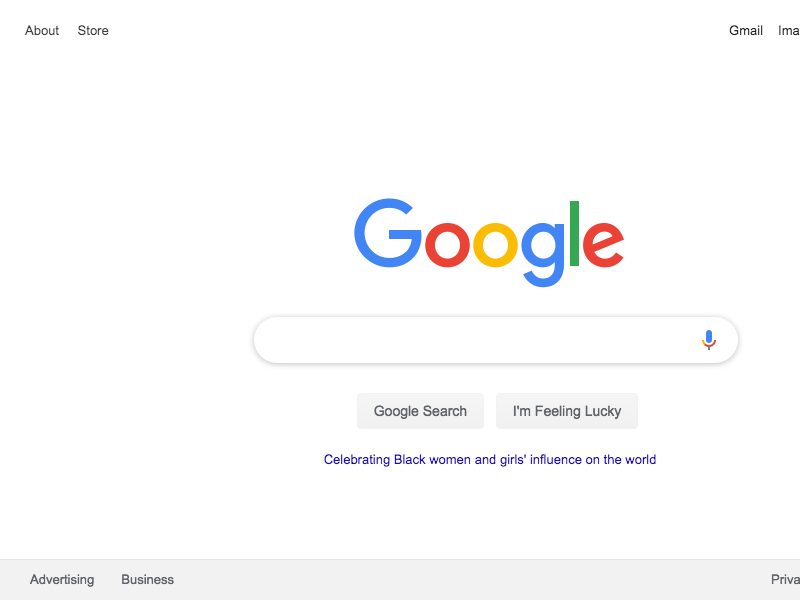 About Store Gmail Ima
Google
Google Search I'm Feeling Lucky
Celebrating Black women and girls' influence on the world
Advertising Business Priva